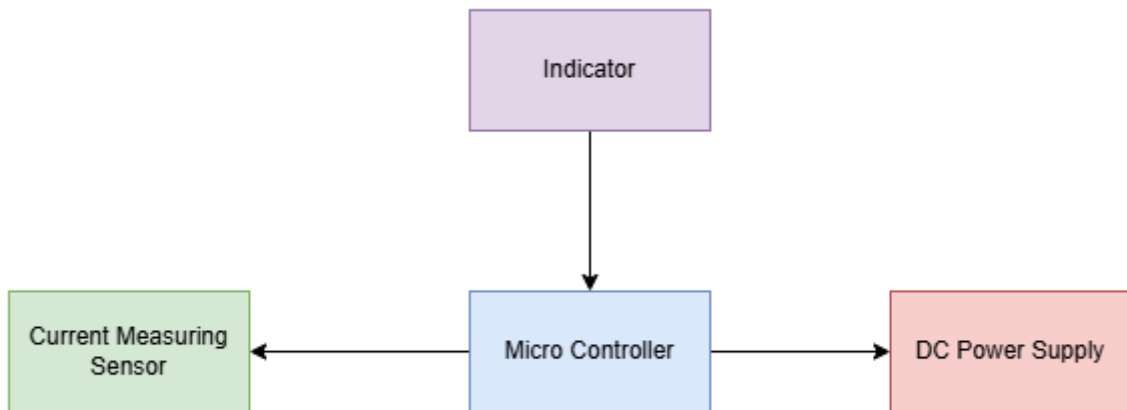 Indicator
Current Measuring
Sensor
Micro Controller
DC Power Supply